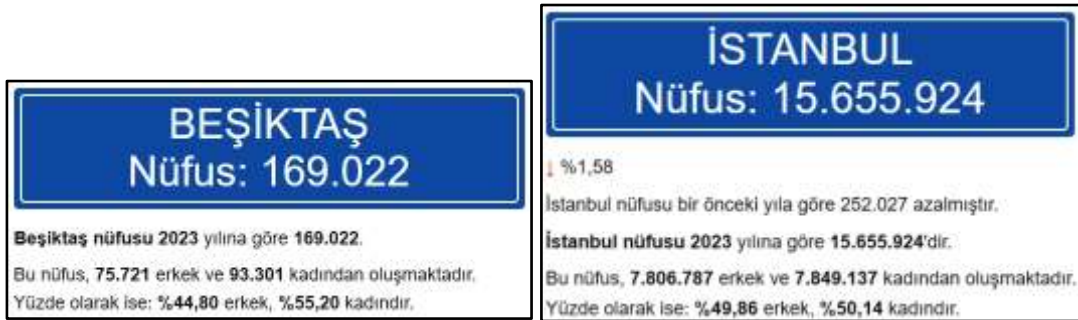 BEŞİKTAŞ
Nüfus: 169.022
Beşiktaş nüfusu 2023 yılına göre 169.022.
Bu nüfus, 75.721 erkek ve 93.301 kadından oluşmaktadır.
Yüzde olarak ise: %44,80 erkek, %55,20 kadındır.
İSTANBUL
Nüfus: 15.655.924
↓ %1,58
İstanbul nüfusu bir önceki yıla göre 252.027 azalmıştır.
İstanbul nüfusu 2023 yılına göre 15.655.924'dir.
Bu nüfus, 7.806.787 erkek ve 7.849.137 kadından oluşmaktadır.
Yüzde olarak ise: %49,86 erkek, %50,14 kadındır.